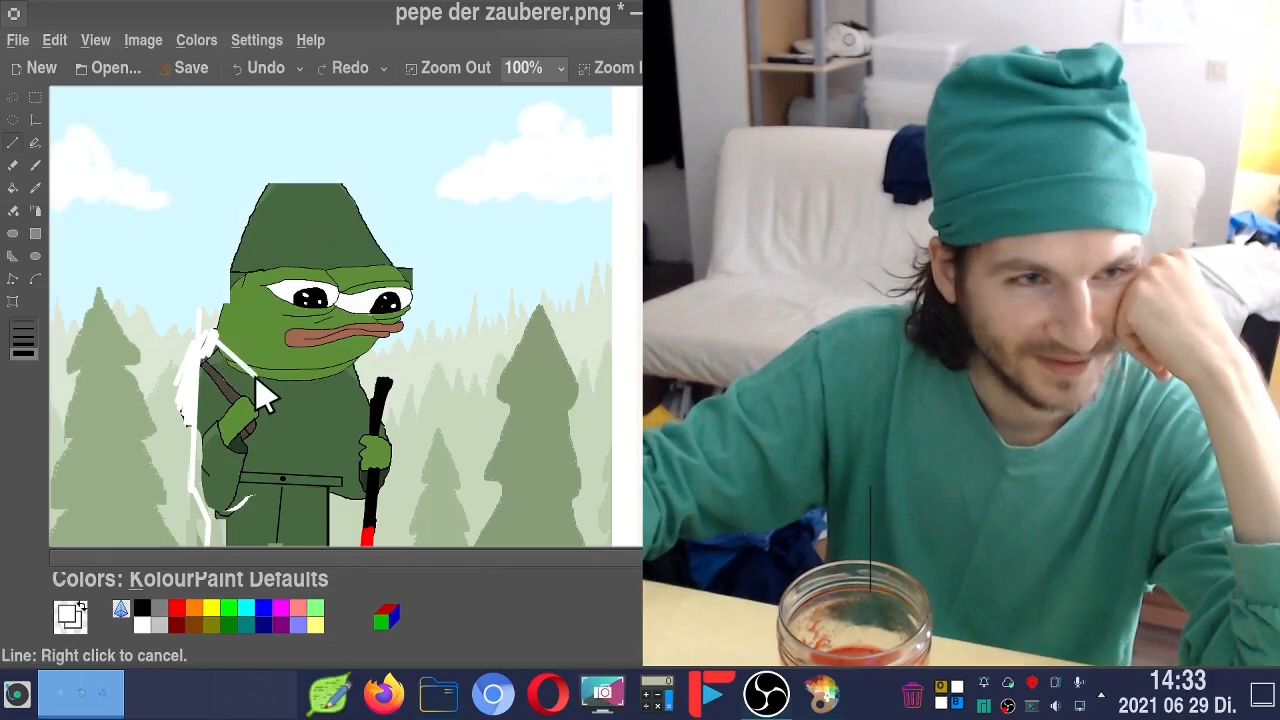 pepe der zauberer.png * —
File Edit View Image Colors Settings Help
New Open... Save Undo Redo Zoom Out 100% Zoom I
Colors: KolourPaint Defaults
Line: Right click to cancel.
14:33
2021 06 29 Di.